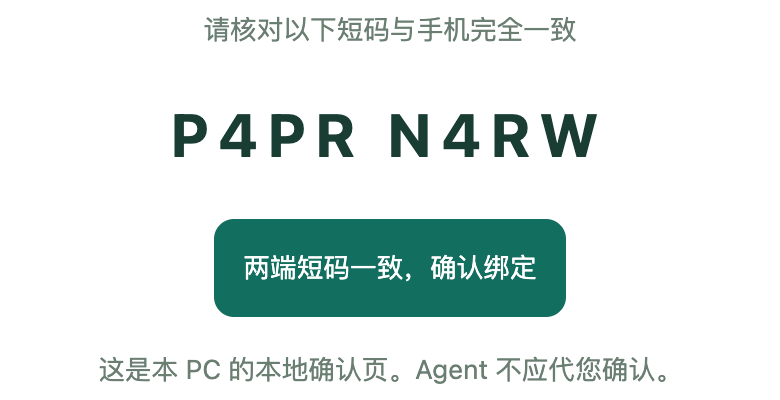 请核对以下短码与手机完全一致
P4PR N4RW
两端短码一致，确认绑定
这是本 PC 的本地确认页。Agent 不应代您确认。